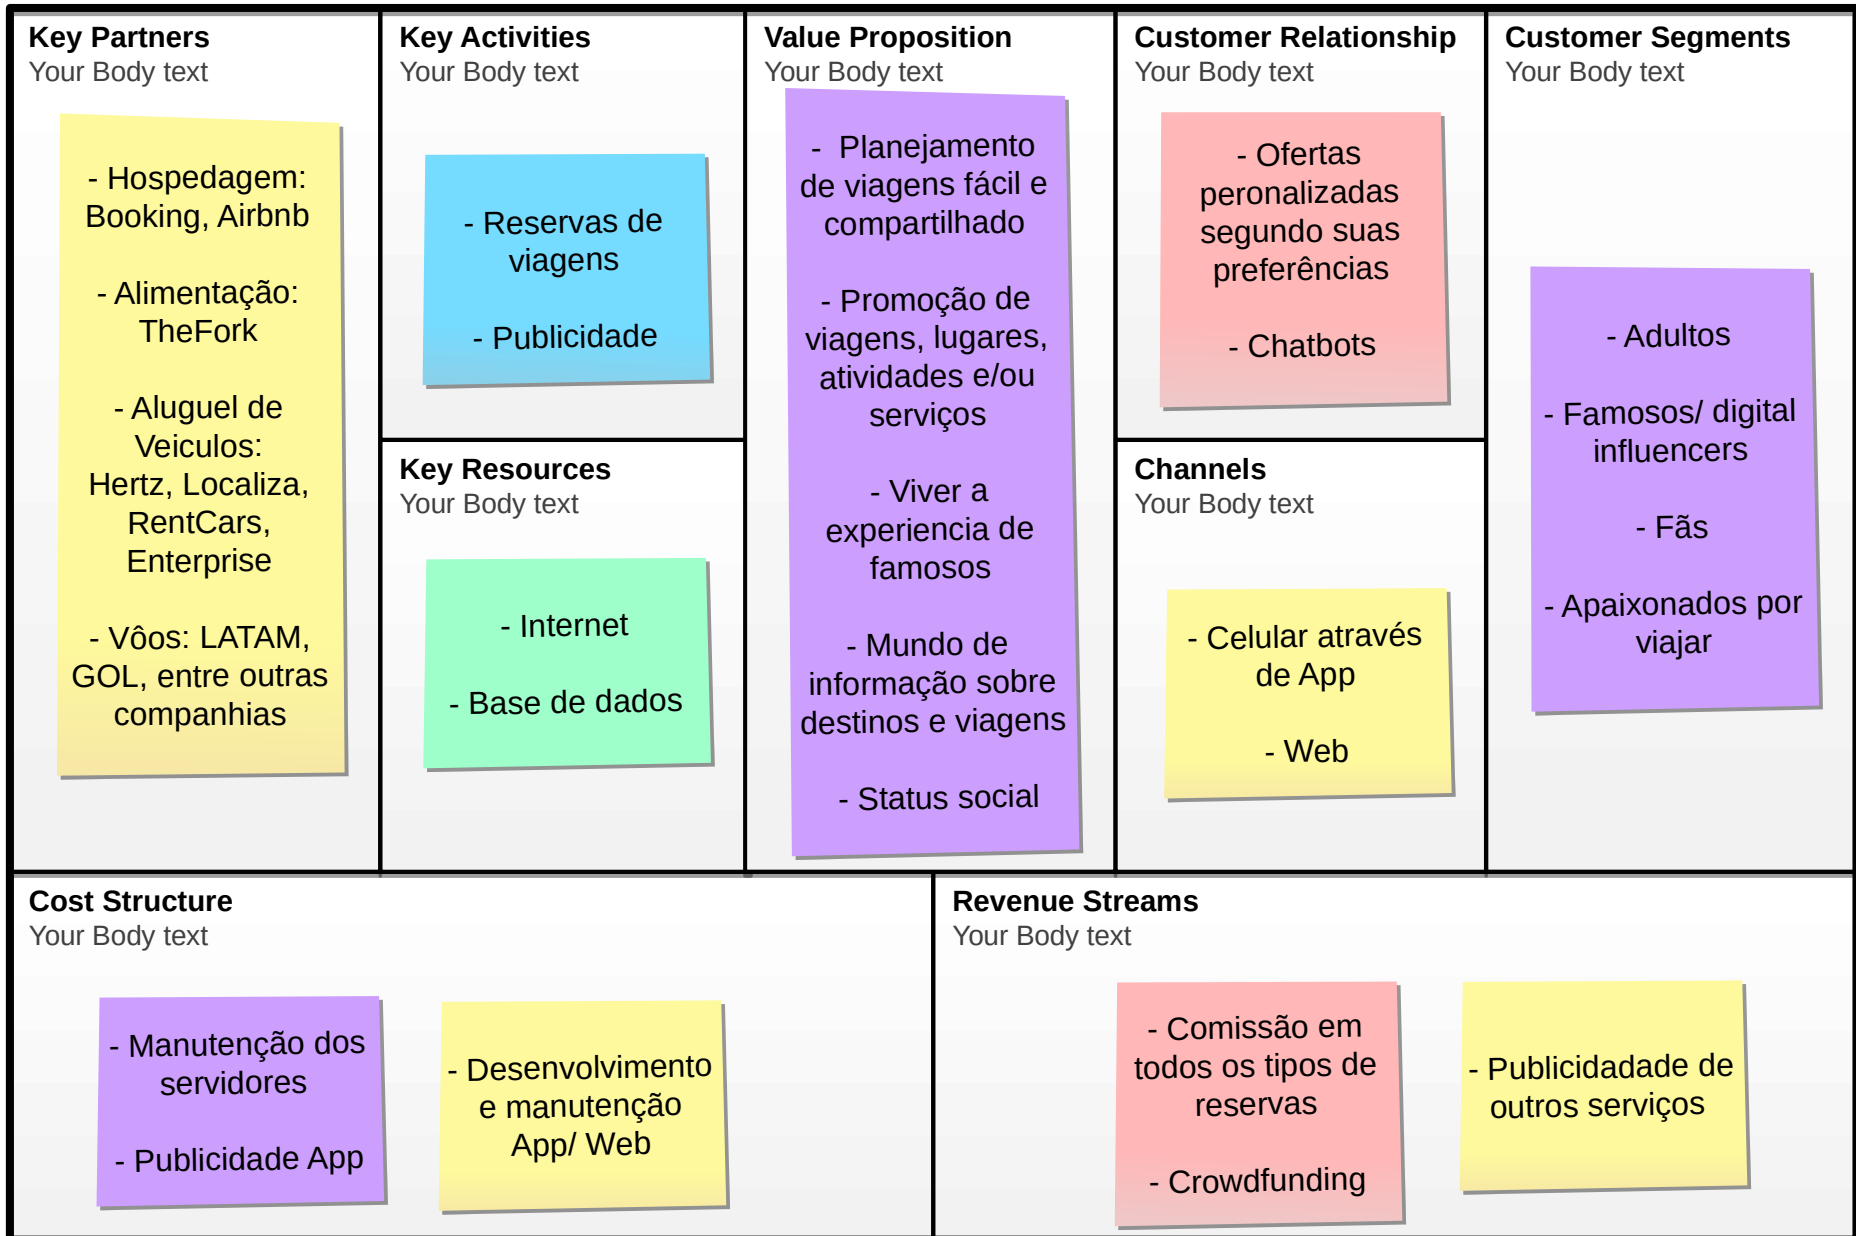 Key Partners
Your Body text
- Hospedagem:
Booking, Airbnb
- Alimentação:
TheFork
- Aluguel de
Veiculos:
Hertz, Localiza,
RentCars,
Enterprise
- Vôos: LATAM,
GOL, entre outras
companhias
Key Activities
Your Body text
- Reservas de
viagens
- Publicidade
Key Resources
Your Body text
- Internet
- Base de dados
Value Proposition
Your Body text
- Planejamento
de viagens fácil e
compartilhado
- Promoção de
viagens, lugares,
atividades e/ou
serviços
- Viver a
experiencia de
famosos
- Mundo de
informação sobre
destinos e viagens
- Status social
Customer Relationship
Your Body text
- Ofertas
peronalizadas
segundo suas
preferências
- Chatbots
Channels
Your Body text
- Celular através
de App
- Web
Customer Segments
Your Body text
- Adultos
- Famosos/ digital
influencers
- Fãs
- Apaixonados por
viajar
Cost Structure
Your Body text
- Manutenção dos
servidores
- Publicidade App
- Desenvolvimento
e manutenção
App/ Web
Revenue Streams
Your Body text
- Comissão em
todos os tipos de
reservas
- Crowdfunding
- Publicidadade de
outros serviços